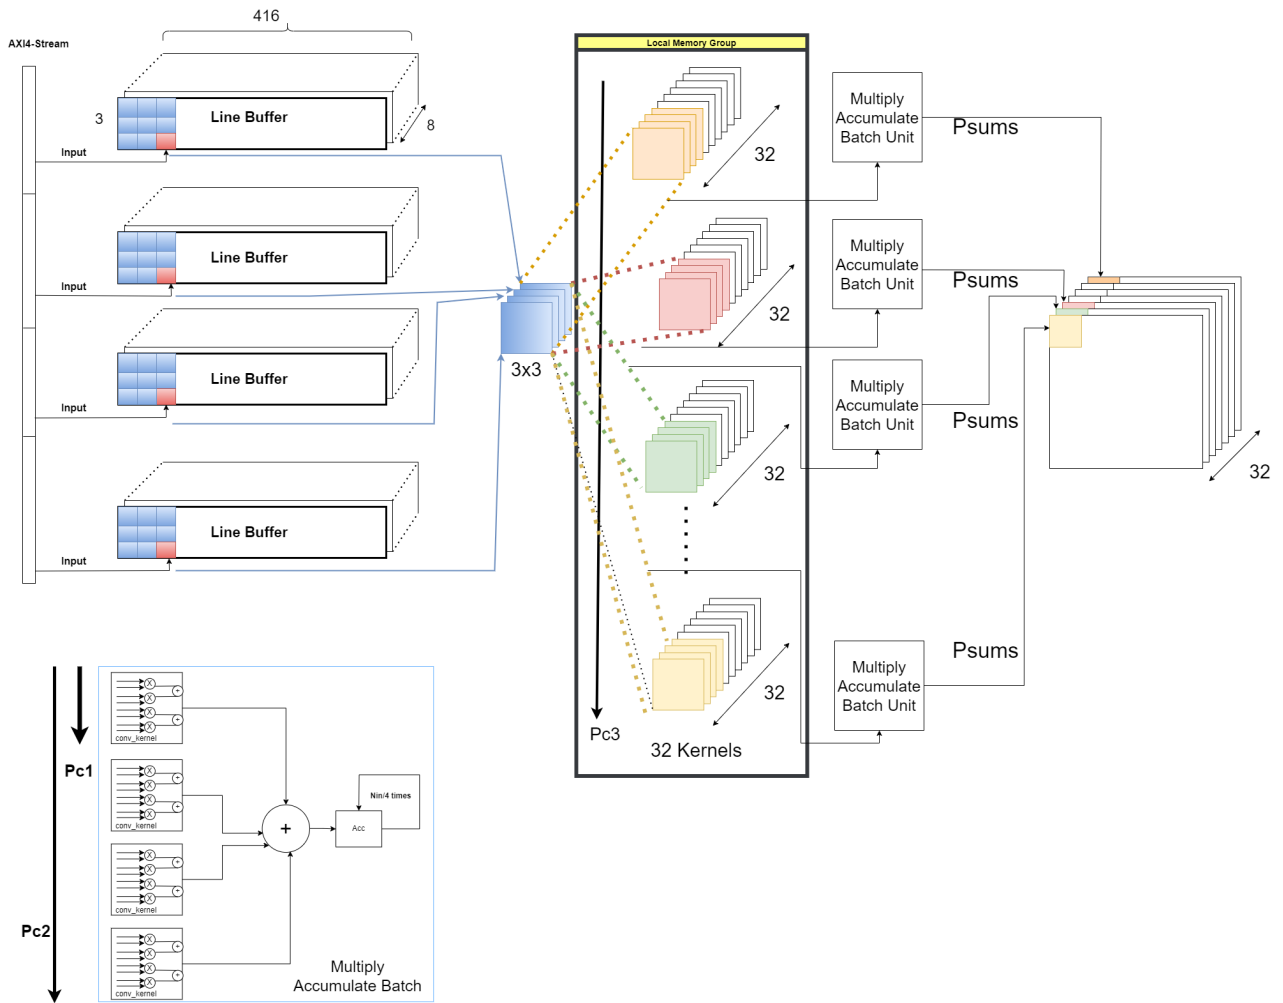 416
AXI4-Stream
Local Memory Group
3
Line Buffer
8
Input
32
Multiply
Accumulate
Batch Unit
Psums
Line Buffer
Input
32
Multiply
Accumulate
Batch Unit
Psums
Line Buffer
Input
3x3
Multiply
Accumulate
Batch Unit
Psums
32
32
Line Buffer
Input
32
Multiply
Accumulate
Batch Unit
Psums
Pc3
32 Kernels
X
X
X
X
+
+
conv_kernel
Pc1
X
X
X
X
+
+
conv_kernel
Nin/4 times
+
Acc
X
X
X
X
+
+
conv_kernel
Pc2
X
X
X
X
+
+
conv_kernel
Multiply
Accumulate Batch